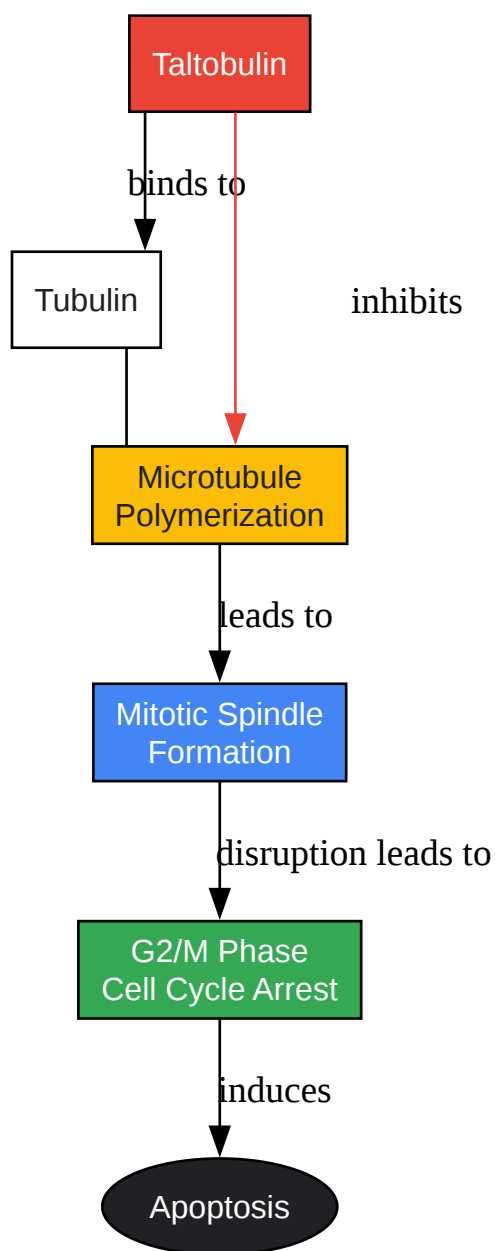 Taltobulin
binds to
Tubulin
inhibits
Microtubule
Polymerization
leads to
Mitotic Spindle
Formation
disruption leads to
G2/M Phase
Cell Cycle Arrest
induces
Apoptosis